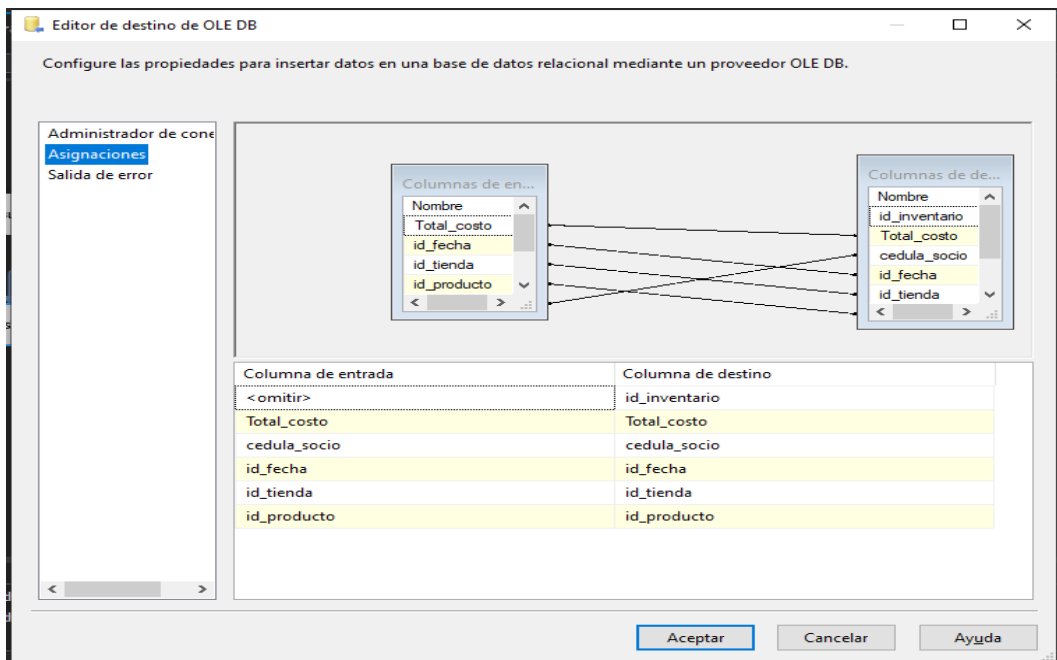 Editor de destino de OLE DB
Configure las propiedades para insertar datos en una base de datos relacional mediante un proveedor OLE DB.
Administrador de cone
Asignaciones
Salida de error
Columnas de en...
Nombre
Total_costo
id_fecha
id_tienda
id_producto
Columnas de de...
Nombre
id_inventario
Total_costo
cedula_socio
id_fecha
id_tienda
Columna de entrada Columna de destino
<omitir> id_inventario
Total_costo Total_costo
cedula_socio cedula_socio
id_fecha id_fecha
id_tienda id_tienda
id_producto id_producto
Aceptar Cancelar Ayuda